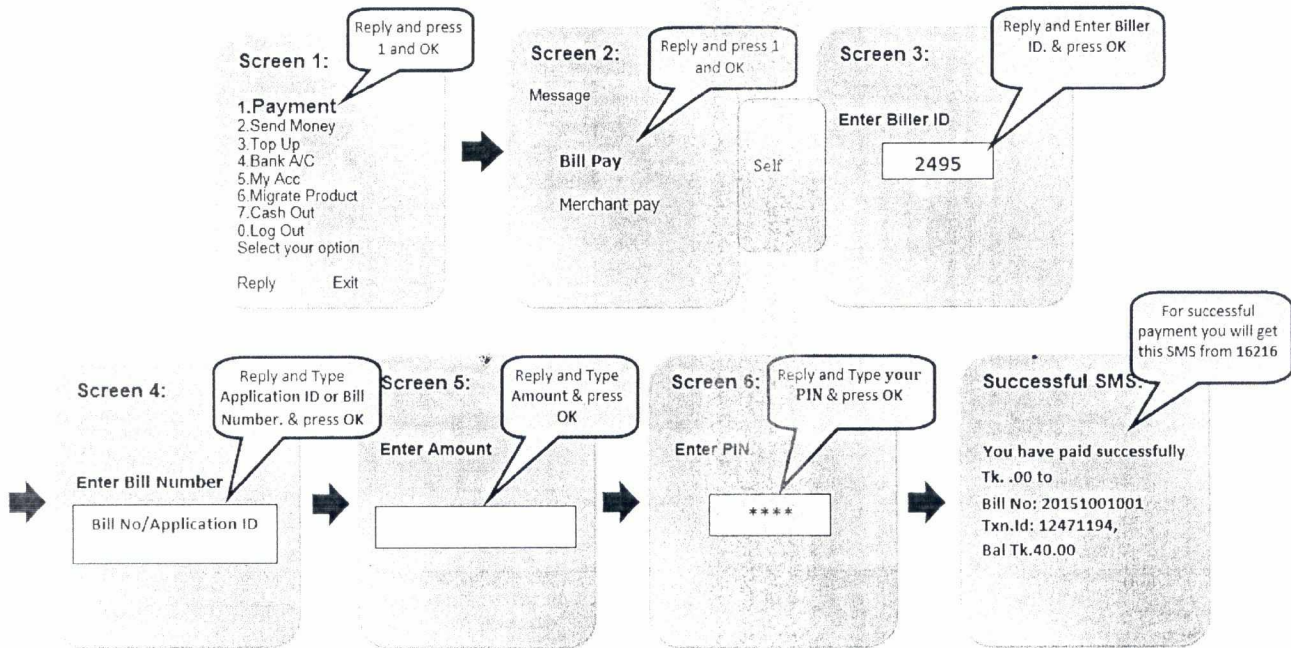 Screen 1:
Reply and press
1 and OK
1.Payment
2.Send Money
3.Top Up
4.Bank A/C
5.My Acc
6.Migrate Product
7.Cash Out
0.Log Out
Select your option
Reply Exit
Screen 2:
Reply and press 1
and OK
Message
Bill Pay
Merchant pay
Self
Screen 3:
Reply and Enter Biller
ID. & press OK
Enter Biller ID
2495
Screen 4:
Reply and Type
Application ID or Bill
Number. & press OK
Enter Bill Number
Bill No/Application ID
Screen 5:
Reply and Type
Amount & press
OK
Enter Amount
Screen 6:
Reply and Type your
PIN & press OK
Enter PIN
****
Successful SMS:
For successful
payment you will get
this SMS from 16216
You have paid successfully
Tk. .00 to
Bill No: 20151001001
Txn.Id: 12471194,
Bal Tk.40.00